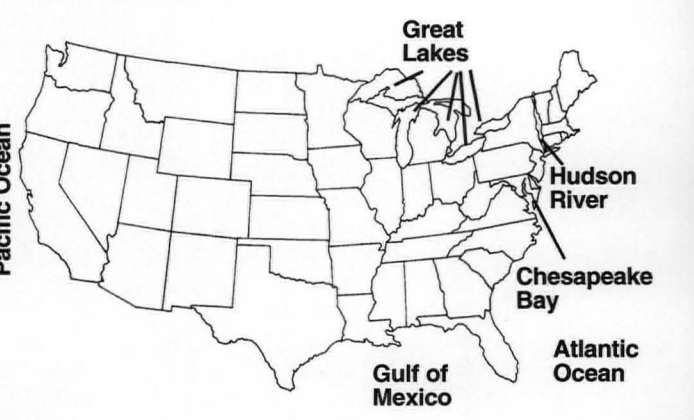 Great
Lakes
Pacific Ocean
Hudson
River
Chesapeake
Bay
Atlantic
Ocean
Gulf of
Mexico